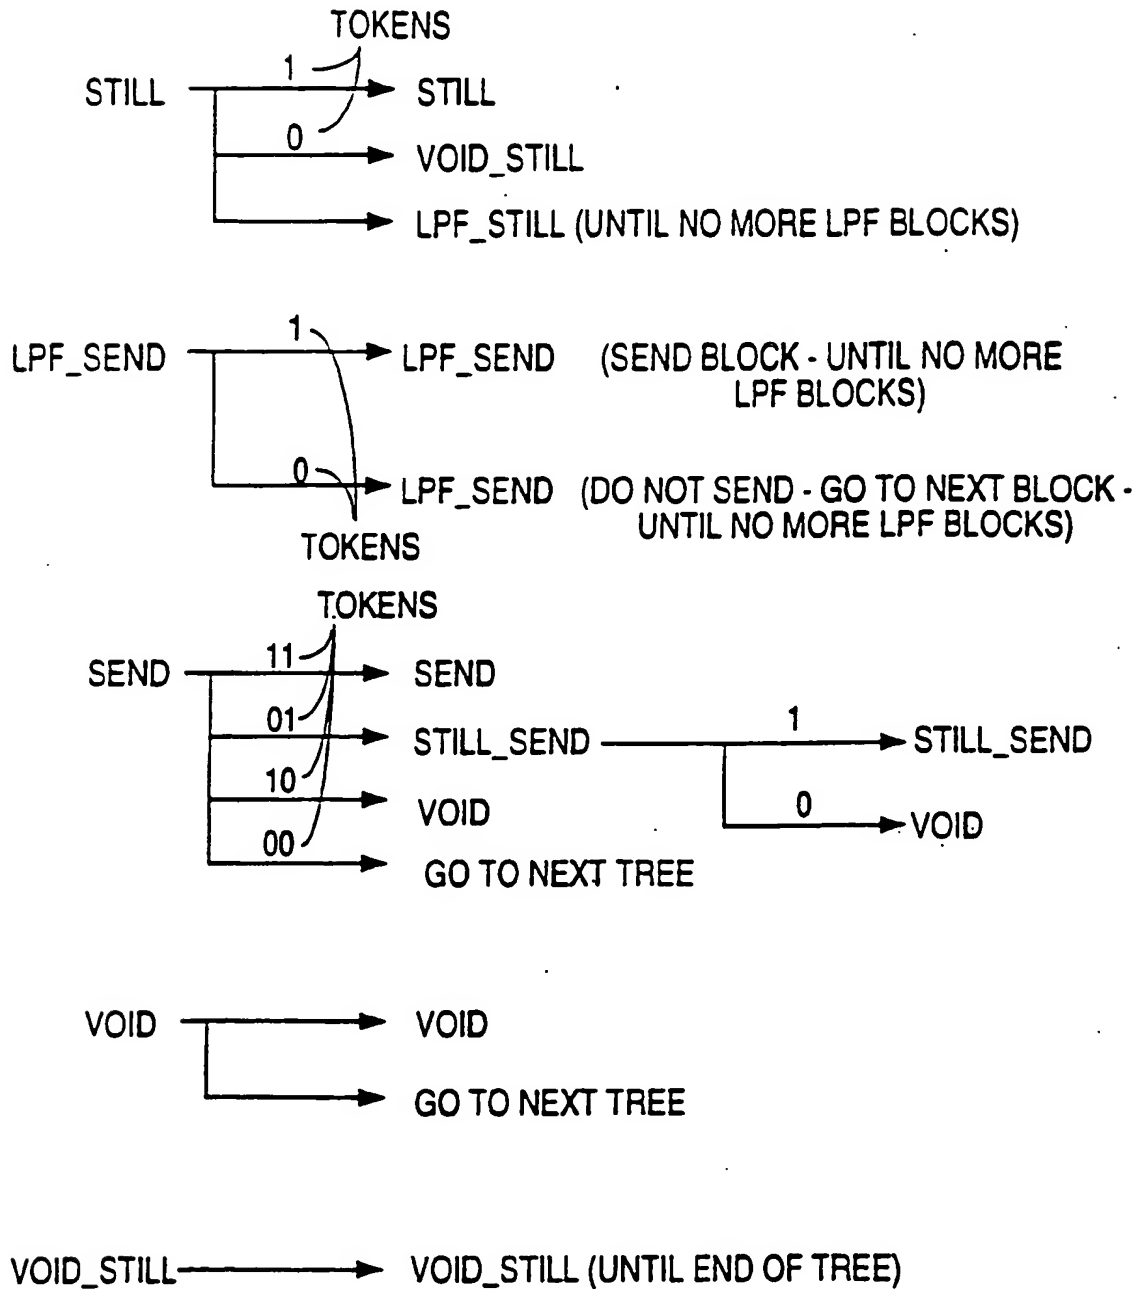 TOKENS
1
STILL
STILL
0
VOID_STILL
LPF_STILL (UNTIL NO MORE LPF BLOCKS)
1
LPF_SEND
LPF_SEND (SEND BLOCK - UNTIL NO MORE
LPF BLOCKS)
0
LPF_SEND (DO NOT SEND - GO TO NEXT BLOCK -
UNTIL NO MORE LPF BLOCKS)
TOKENS
TOKENS
11
SEND
SEND
01
STILL_SEND
1
STILL_SEND
10
VOID
0
VOID
00
GO TO NEXT TREE
VOID
VOID
GO TO NEXT TREE
VOID_STILL
VOID_STILL (UNTIL END OF TREE)